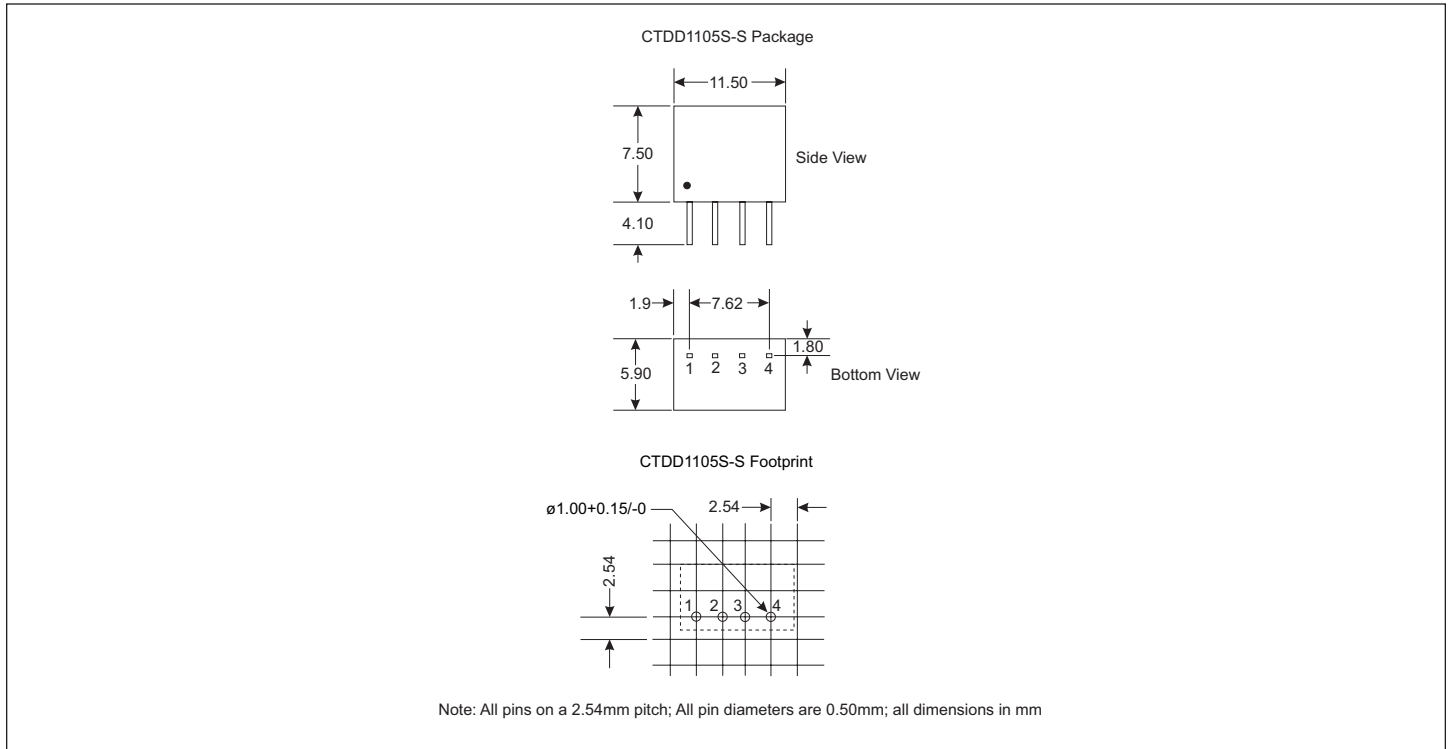 CTDD1105S-S Package
11.50
7.50
Side View
4.10
1.9
7.62
1.80
5.90
1 2 3 4
Bottom View
CTDD1105S-S Footprint
ø1.00+0.15/-0
2.54
2.54
1 2 3 4
Note: All pins on a 2.54mm pitch; All pin diameters are 0.50mm; all dimensions in mm